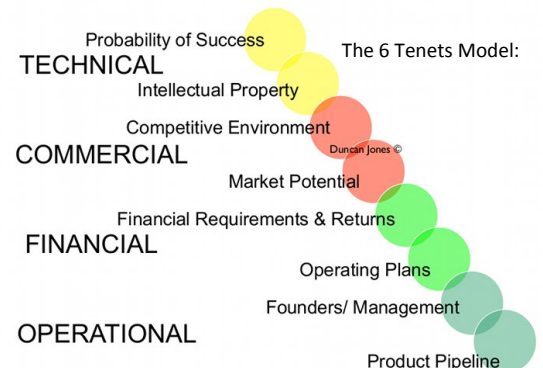 Probability of Success
The 6 Tenets Model:
TECHNICAL
Intellectual Property
Competitive Environment
Duncan Jones ©
COMMERCIAL
Market Potential
Financial Requirements & Returns
FINANCIAL
Operating Plans
Founders/ Management
OPERATIONAL
Product Pipeline